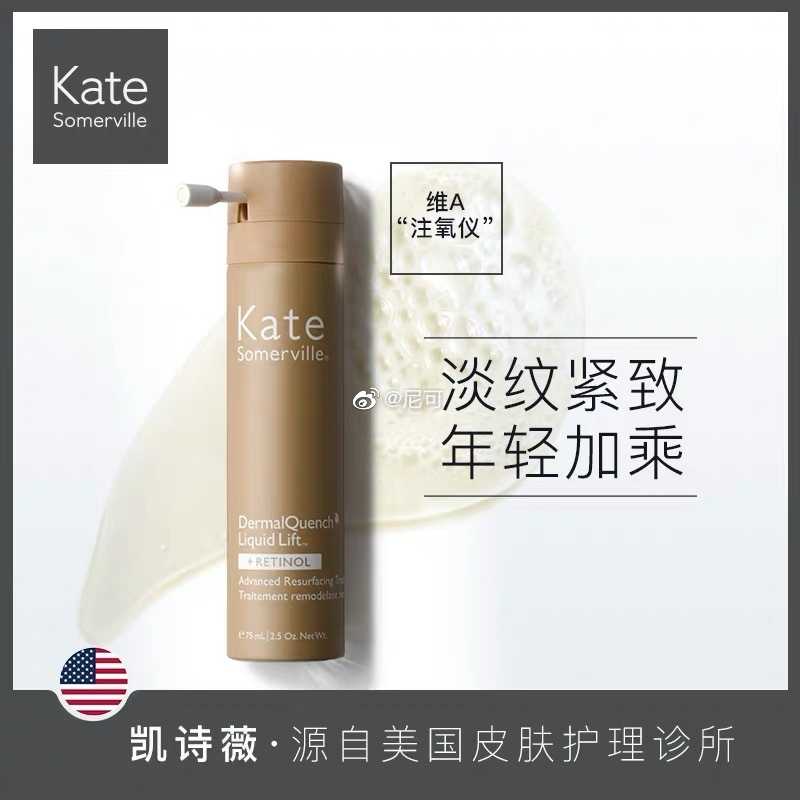 Kate
Somerville
维A
“注氧仪”
Kate
Somerville®
@尼可
淡纹紧致
年轻加乘
DermalQuench
Liquid Lift™
+RETINOL
Advanced Resurfacing
Traitement
℮ 75 mL | 2.5 Oz. Net Wt.
凯诗薇·源自美国皮肤护理诊所